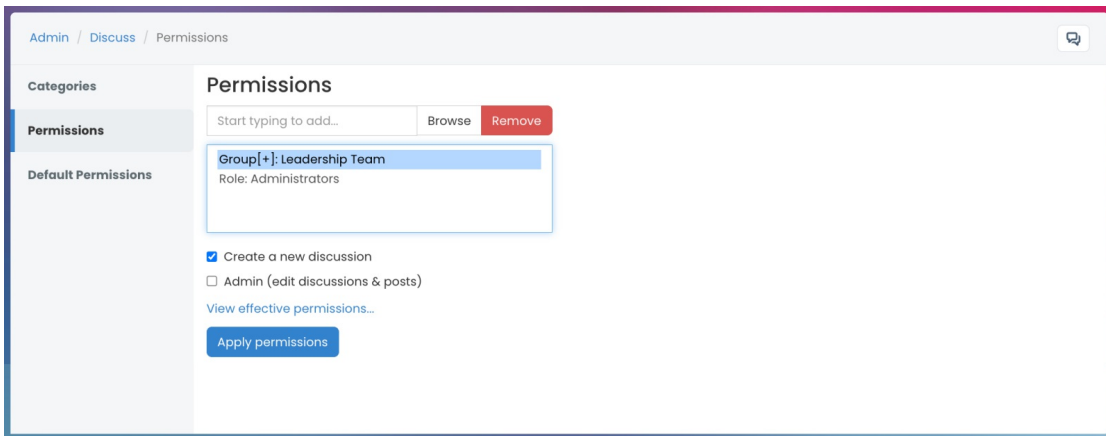 Admin / Discuss / Permissions
Categories
Permissions
Default Permissions
Permissions
Start typing to add...
Browse
Remove
Group[+]: Leadership Team
Role: Administrators
Create a new discussion
Admin (edit discussions & posts)
View effective permissions...
Apply permissions